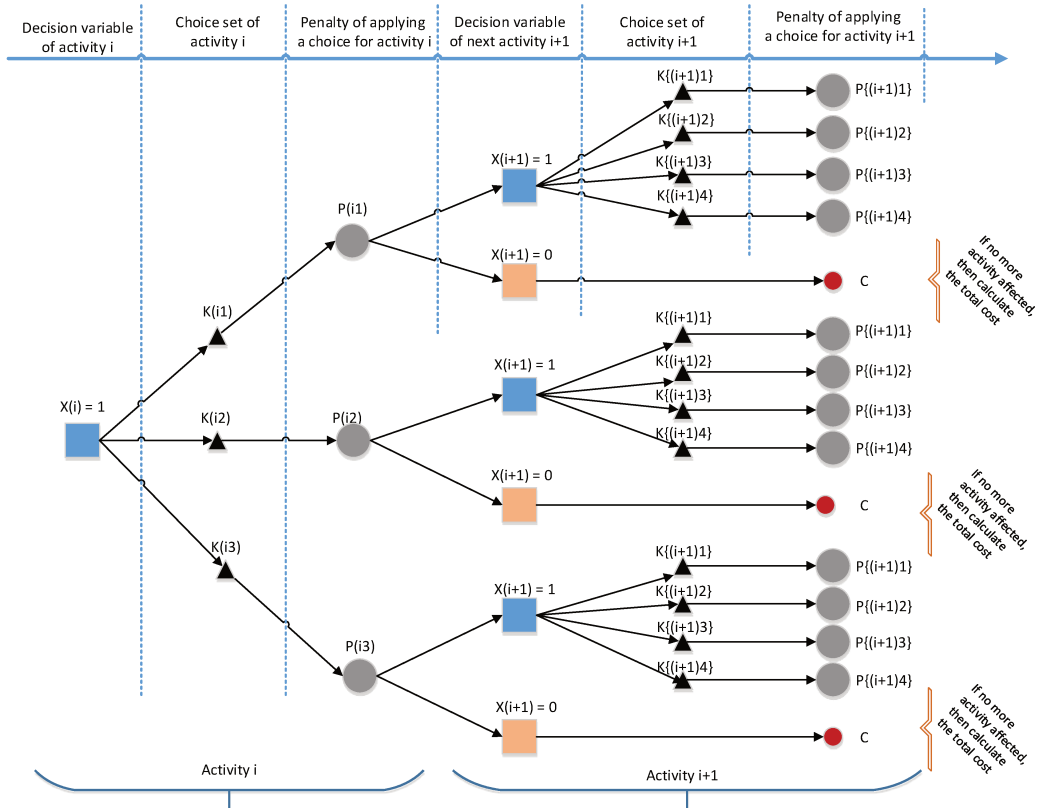 Decision variable
of activity i
Choice set of
activity i
Penalty of applying
a choice for activity i
Decision variable
of next activity i+1
Choice set of
activity i+1
Penalty of applying
a choice for activity i+1
K{(i+1)1}
P{(i+1)1}
K{(i+1)2}
P{(i+1)2}
X(i+1) = 1
K{(i+1)3}
P{(i+1)3}
K{(i+1)4}
P{(i+1)4}
P(i1)
X(i+1) = 0
C
If no more
activity affected,
then calculate
the total cost
K(i1)
K{(i+1)1}
P{(i+1)1}
X(i+1) = 1
K{(i+1)2}
P{(i+1)2}
K{(i+1)3}
P{(i+1)3}
K{(i+1)4}
P{(i+1)4}
X(i) = 1
K(i2)
P(i2)
X(i+1) = 0
C
If no more
activity affected,
then calculate
the total cost
K(i3)
K{(i+1)1}
P{(i+1)1}
X(i+1) = 1
K{(i+1)2}
P{(i+1)2}
K{(i+1)3}
P{(i+1)3}
K{(i+1)4}
P{(i+1)4}
P(i3)
X(i+1) = 0
C
If no more
activity affected,
then calculate
the total cost
Activity i
Activity i+1